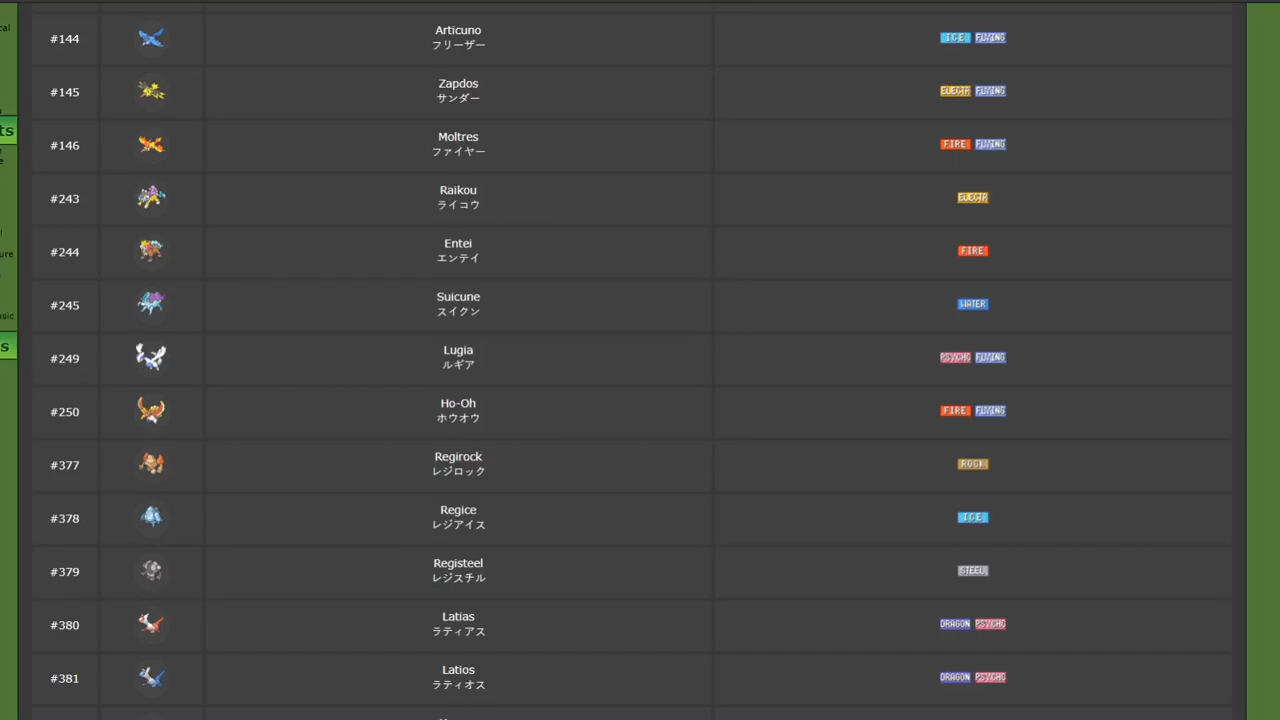 cal
ts
e
!
ure
sic
s
#144
Articuno
フリーザー
ICE FLYING
#145
Zapdos
サンダー
ELECTR FLYING
#146
Moltres
ファイヤー
FIRE FLYING
#243
Raikou
ライコウ
ELECTR
#244
Entei
エンテイ
FIRE
#245
Suicune
スイクン
WATER
#249
Lugia
ルギア
PSYCHC FLYING
#250
Ho-Oh
ホウオウ
FIRE FLYING
#377
Regirock
レジロック
ROCK
#378
Regice
レジアイス
ICE
#379
Registeel
レジスチル
STEEL
#380
Latias
ラティアス
DRAGON PSYCHC
#381
Latios
ラティオス
DRAGON PSYCHC